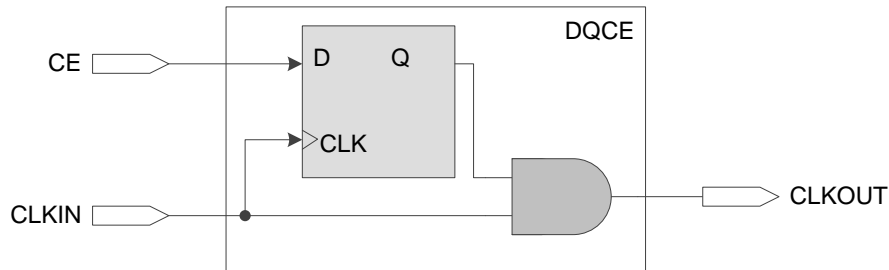 DQCE
CE
D Q
CLK
CLKIN
CLKOUT